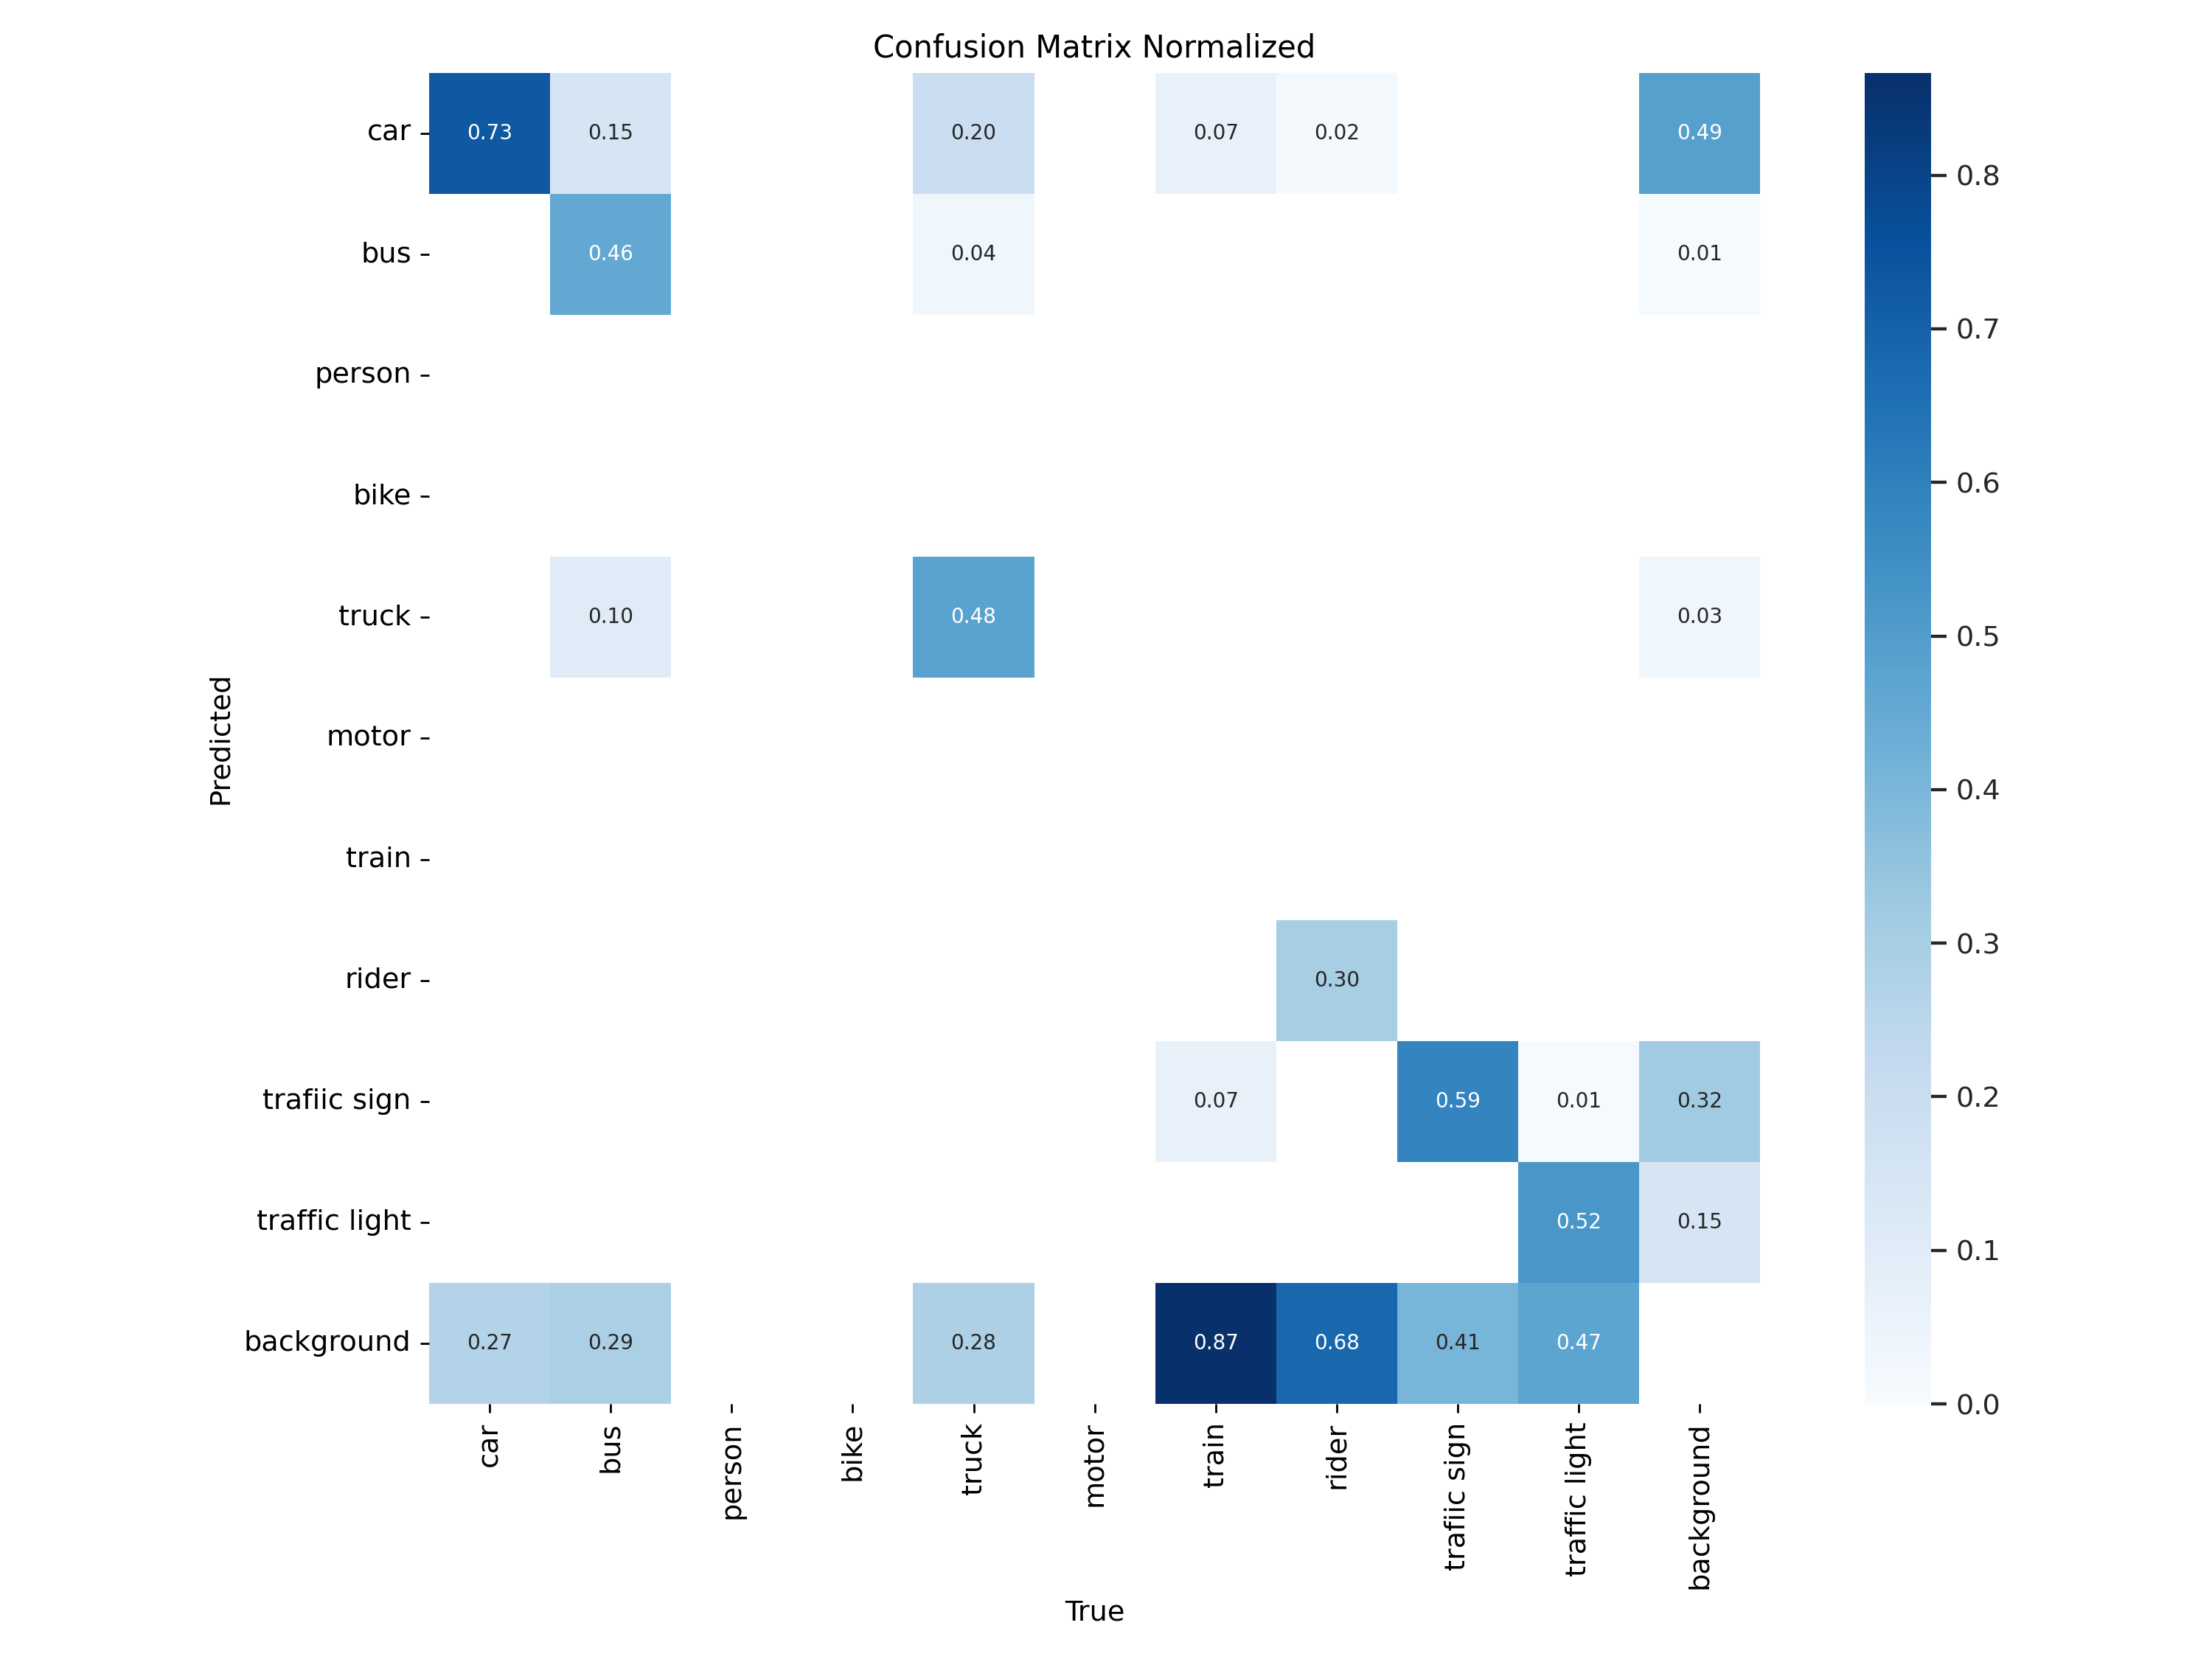 Confusion Matrix Normalized
car 0.73 0.15 0.20 0.07 0.02 0.49
bus 0.46 0.04 0.01
person
bike
truck 0.10 0.48 0.03
motor
train
rider 0.30
trafiic sign 0.07 0.59 0.01 0.32
traffic light 0.52 0.15
background 0.27 0.29 0.28 0.87 0.68 0.41 0.47
Predicted
car bus person bike truck motor train rider trafiic sign traffic light background
True
0.8
0.7
0.6
0.5
0.4
0.3
0.2
0.1
0.0